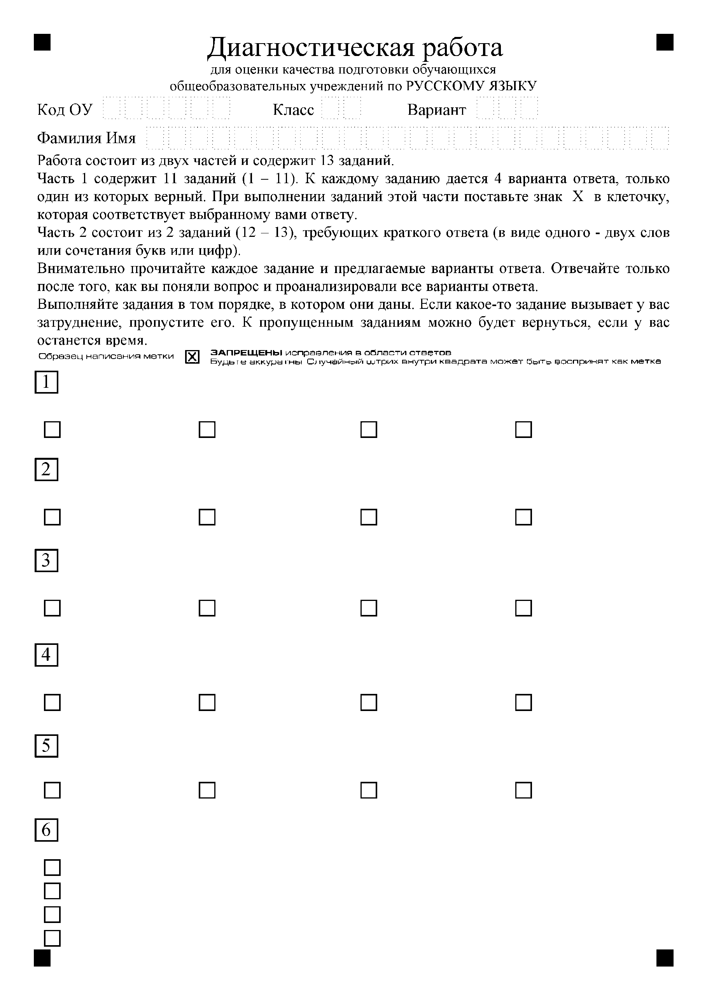 Диагностическая работа
для оценки качества подготовки обучающихся
общеобразовательных учреждений по РУССКОМУ ЯЗЫКУ
Код ОУ Класс Вариант
Фамилия Имя
Работа состоит из двух частей и содержит 13 заданий.
Часть 1 содержит 11 заданий (1 – 11). К каждому заданию дается 4 варианта ответа, только
один из которых верный. При выполнении заданий этой части поставьте знак X в клеточку,
которая соответствует выбранному вами ответу.
Часть 2 состоит из 2 заданий (12 – 13), требующих краткого ответа (в виде одного - двух слов
или сочетания букв или цифр).
Внимательно прочитайте каждое задание и предлагаемые варианты ответа. Отвечайте только
после того, как вы поняли вопрос и проанализировали все варианты ответа.
Выполняйте задания в том порядке, в котором они даны. Если какое-то задание вызывает у вас
затруднение, пропустите его. К пропущенным заданиям можно будет вернуться, если у вас
останется время.
Образец написания метки X ЗАПРЕЩЕНЫ исправления в области ответов
Будьте аккуратны Случайный штрих внутри квадрата может быть воспринят как метка
1
2
3
4
5
6